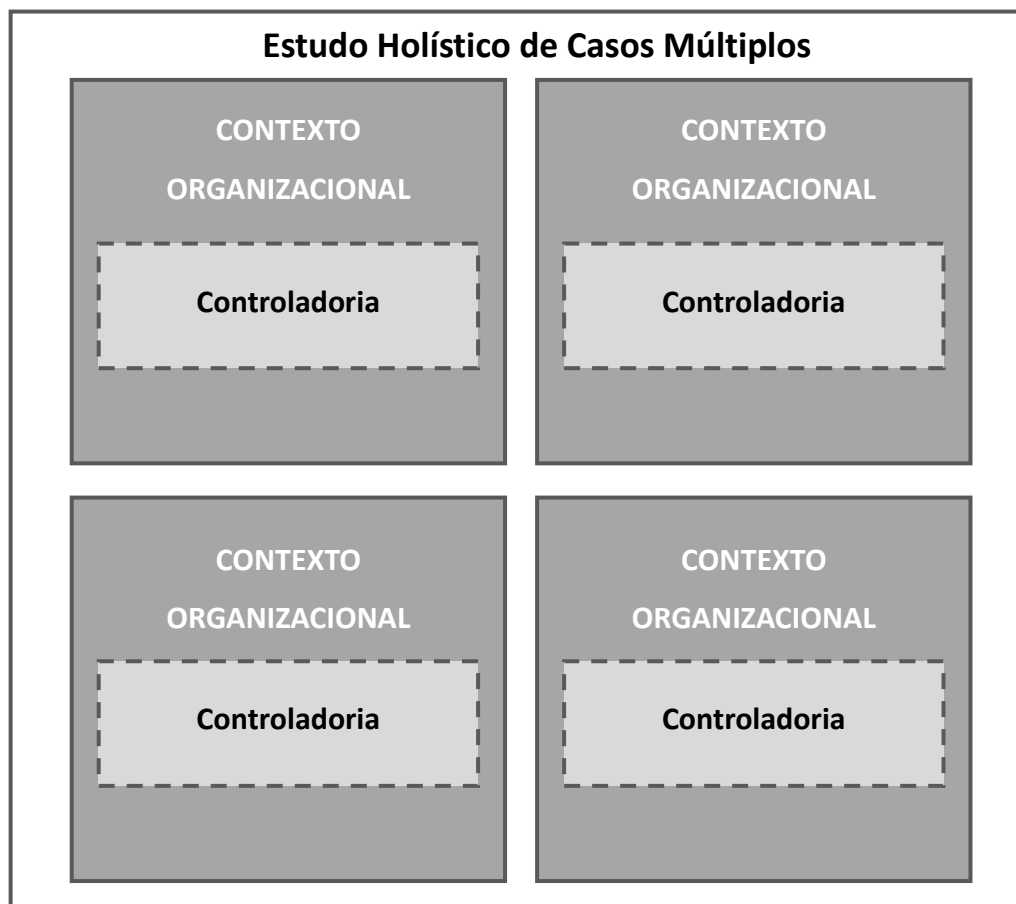 Estudo Holístico de Casos Múltiplos
CONTEXTO
ORGANIZACIONAL
Controladoria
CONTEXTO
ORGANIZACIONAL
Controladoria
CONTEXTO
ORGANIZACIONAL
Controladoria
CONTEXTO
ORGANIZACIONAL
Controladoria